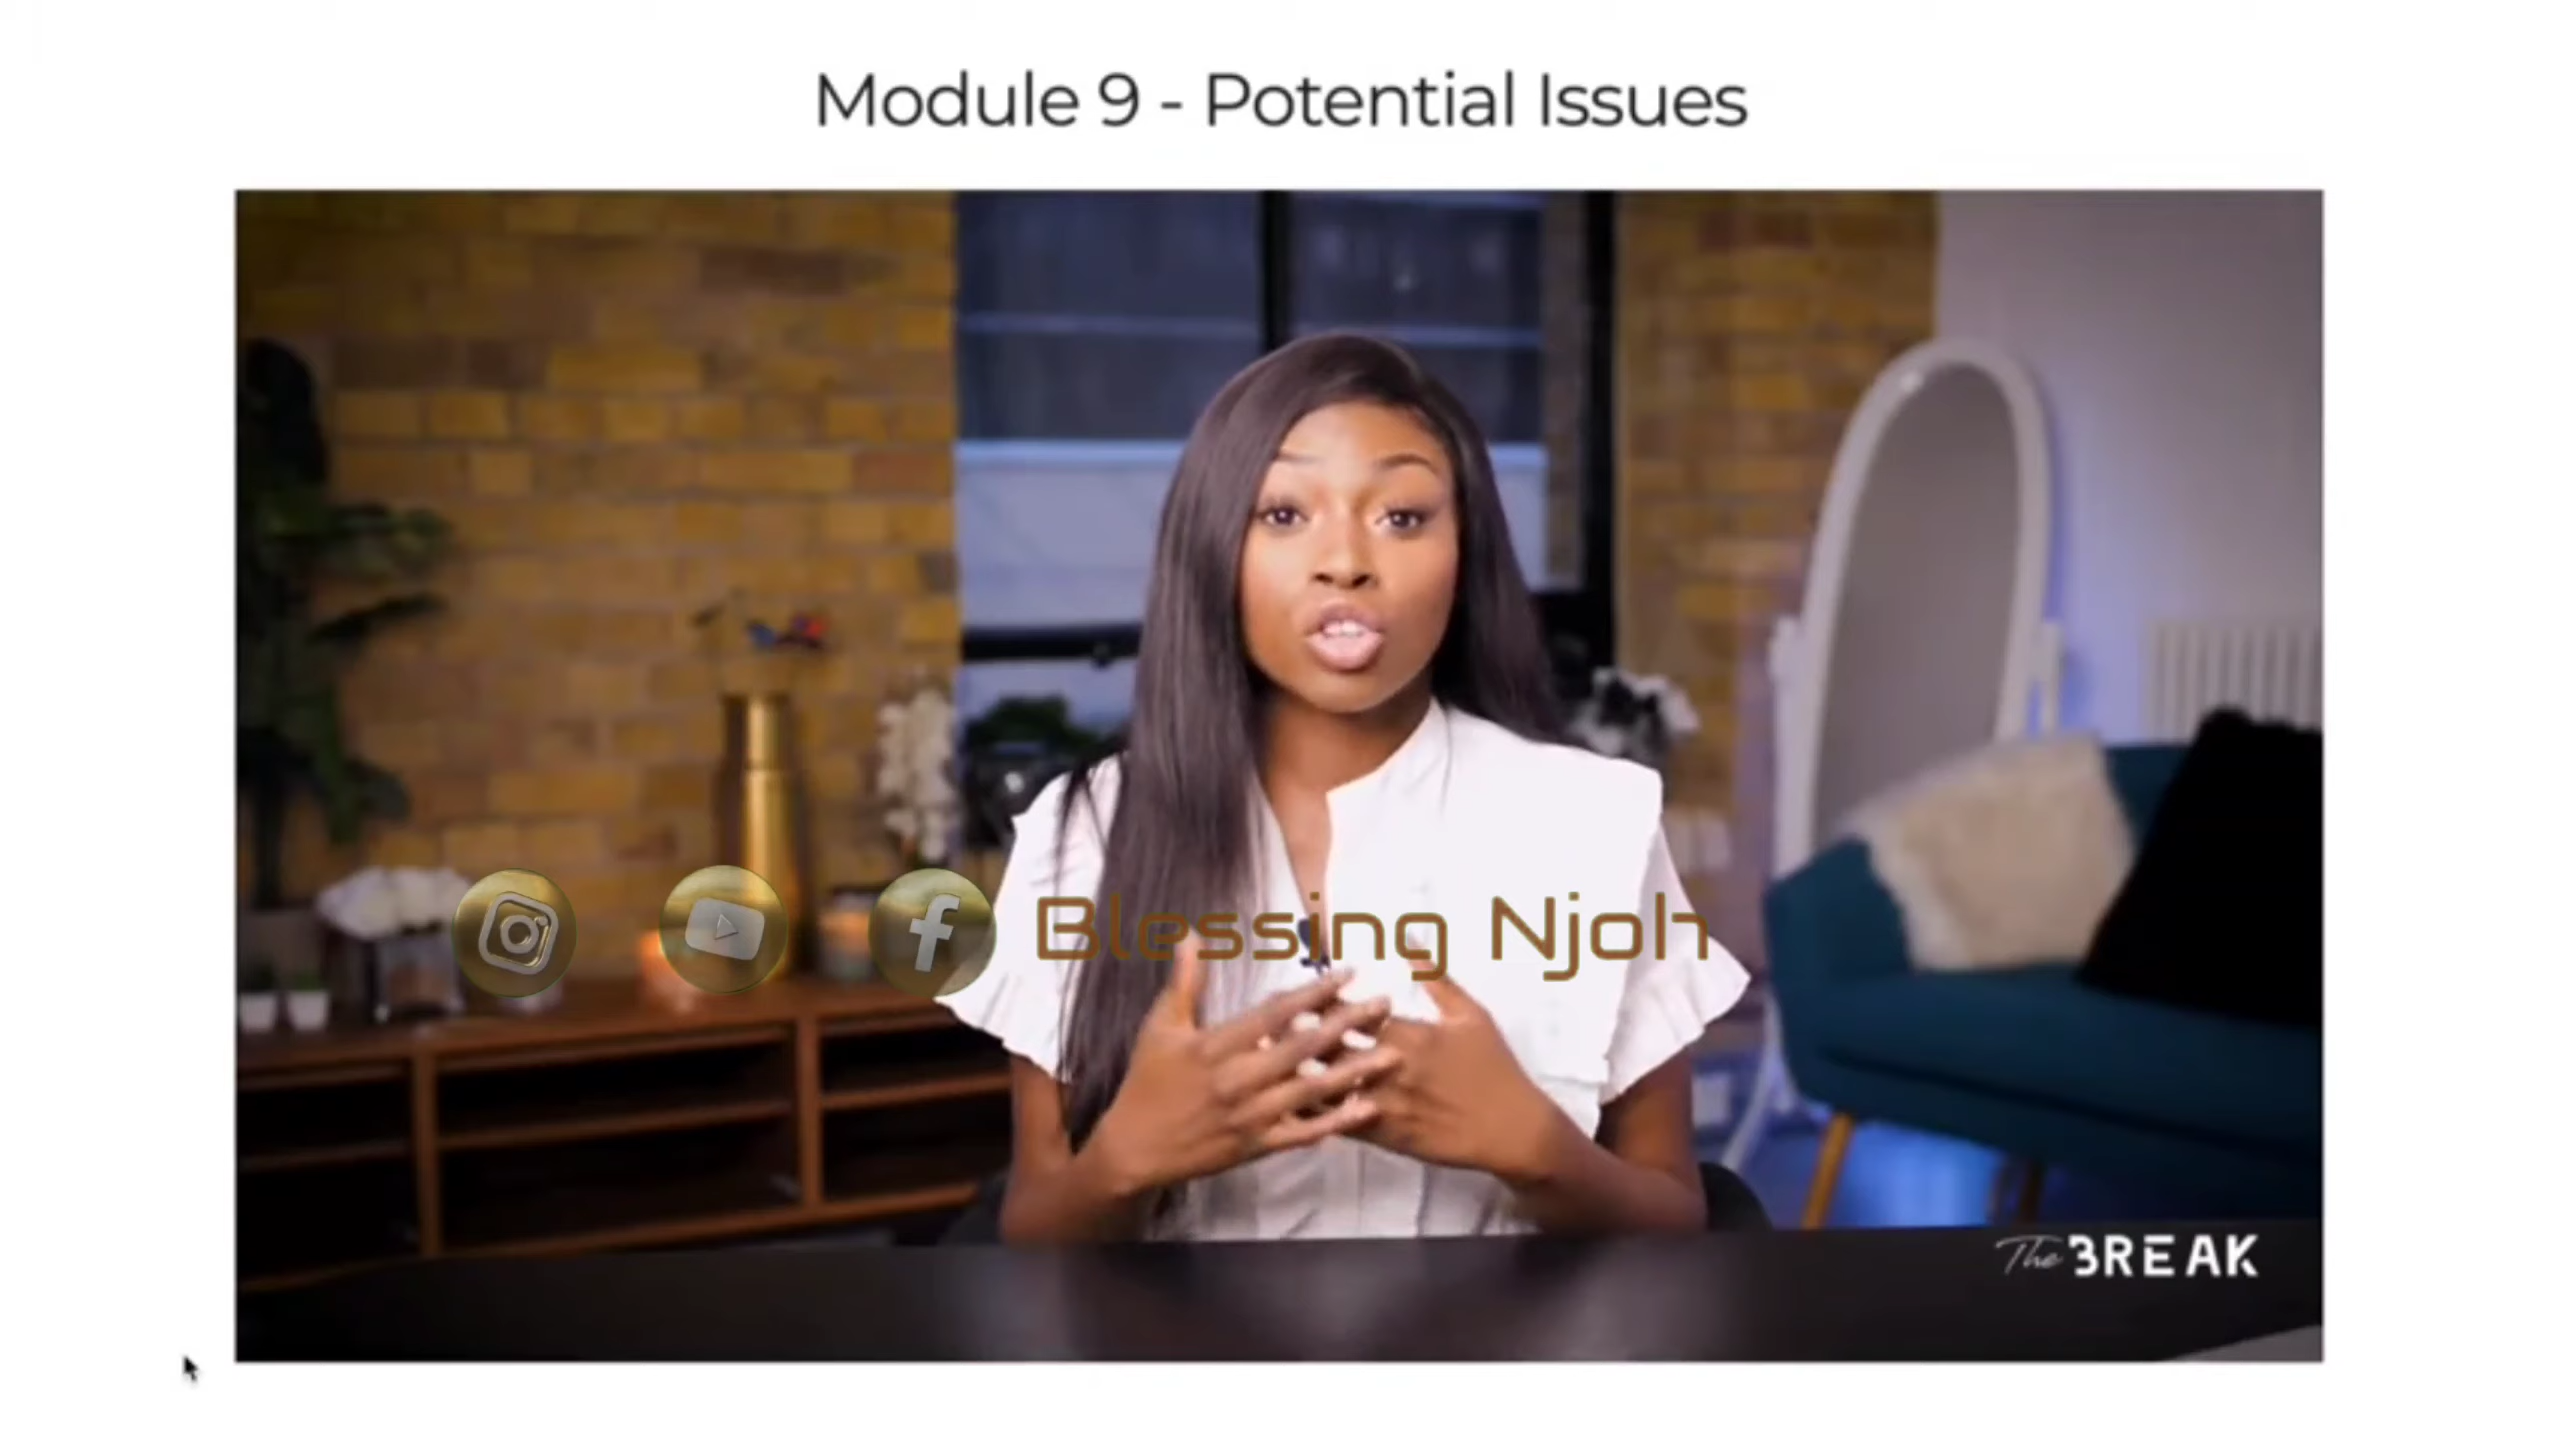 Module 9 - Potential Issues
Blessing Njoh
The BREAK